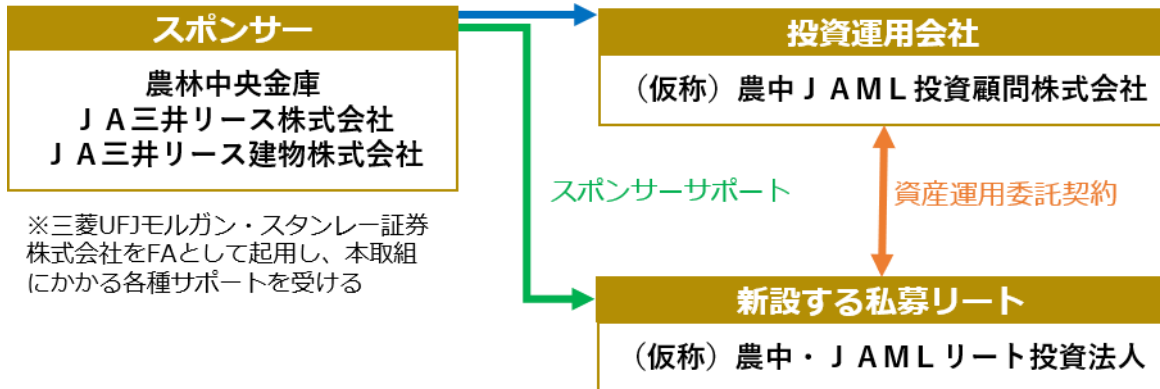 スポンサー
農林中央金庫
ＪＡ三井リース株式会社
ＪＡ三井リース建物株式会社
※三菱UFJモルガン・スタンレー証券
株式会社をFAとして起用し、本取組
にかかる各種サポートを受ける
投資運用会社
（仮称）農中ＪＡＭＬ投資顧問株式会社
スポンサーサポート
資産運用委託契約
新設する私募リート
（仮称）農中・ＪＡＭＬリート投資法人